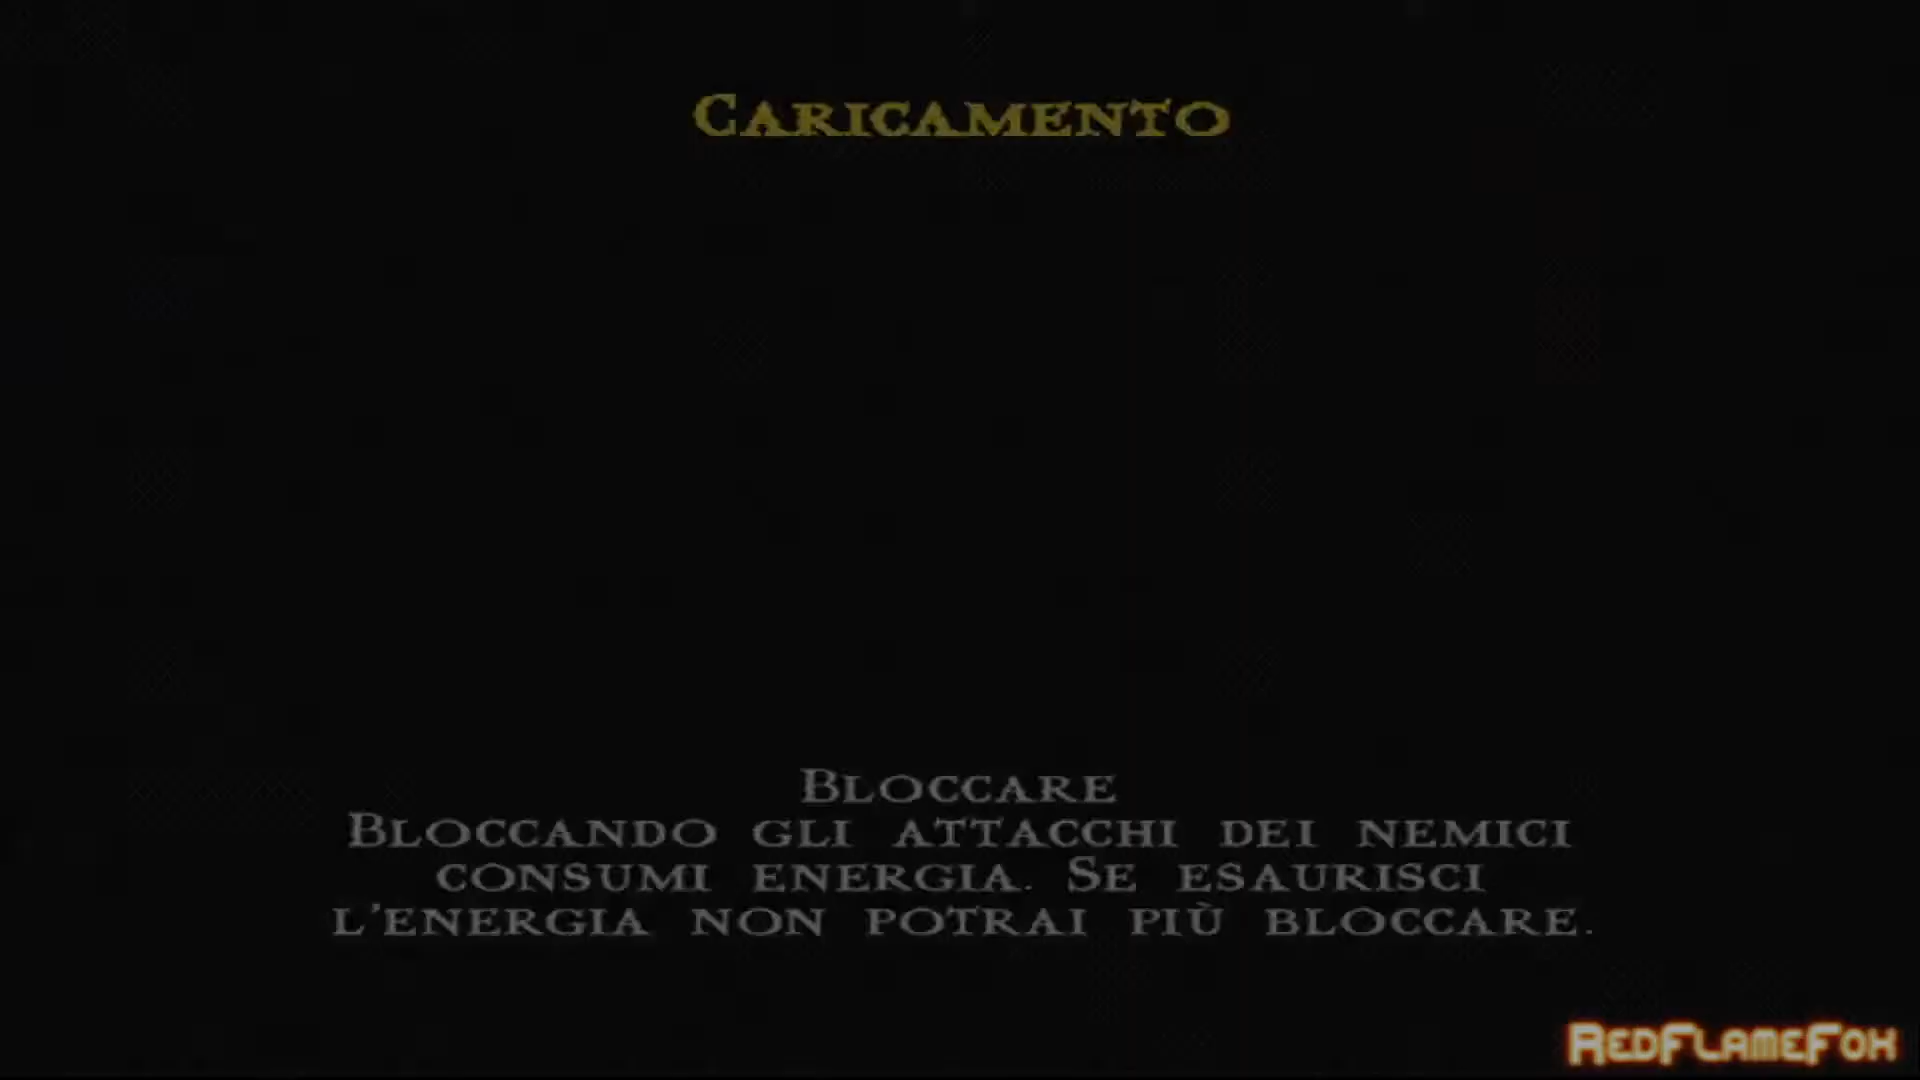 Caricamento
Bloccare
Bloccando gli attacchi dei nemici
consumi energia. Se esaurisci
l'energia non potrai più bloccare.
RedFlameFox